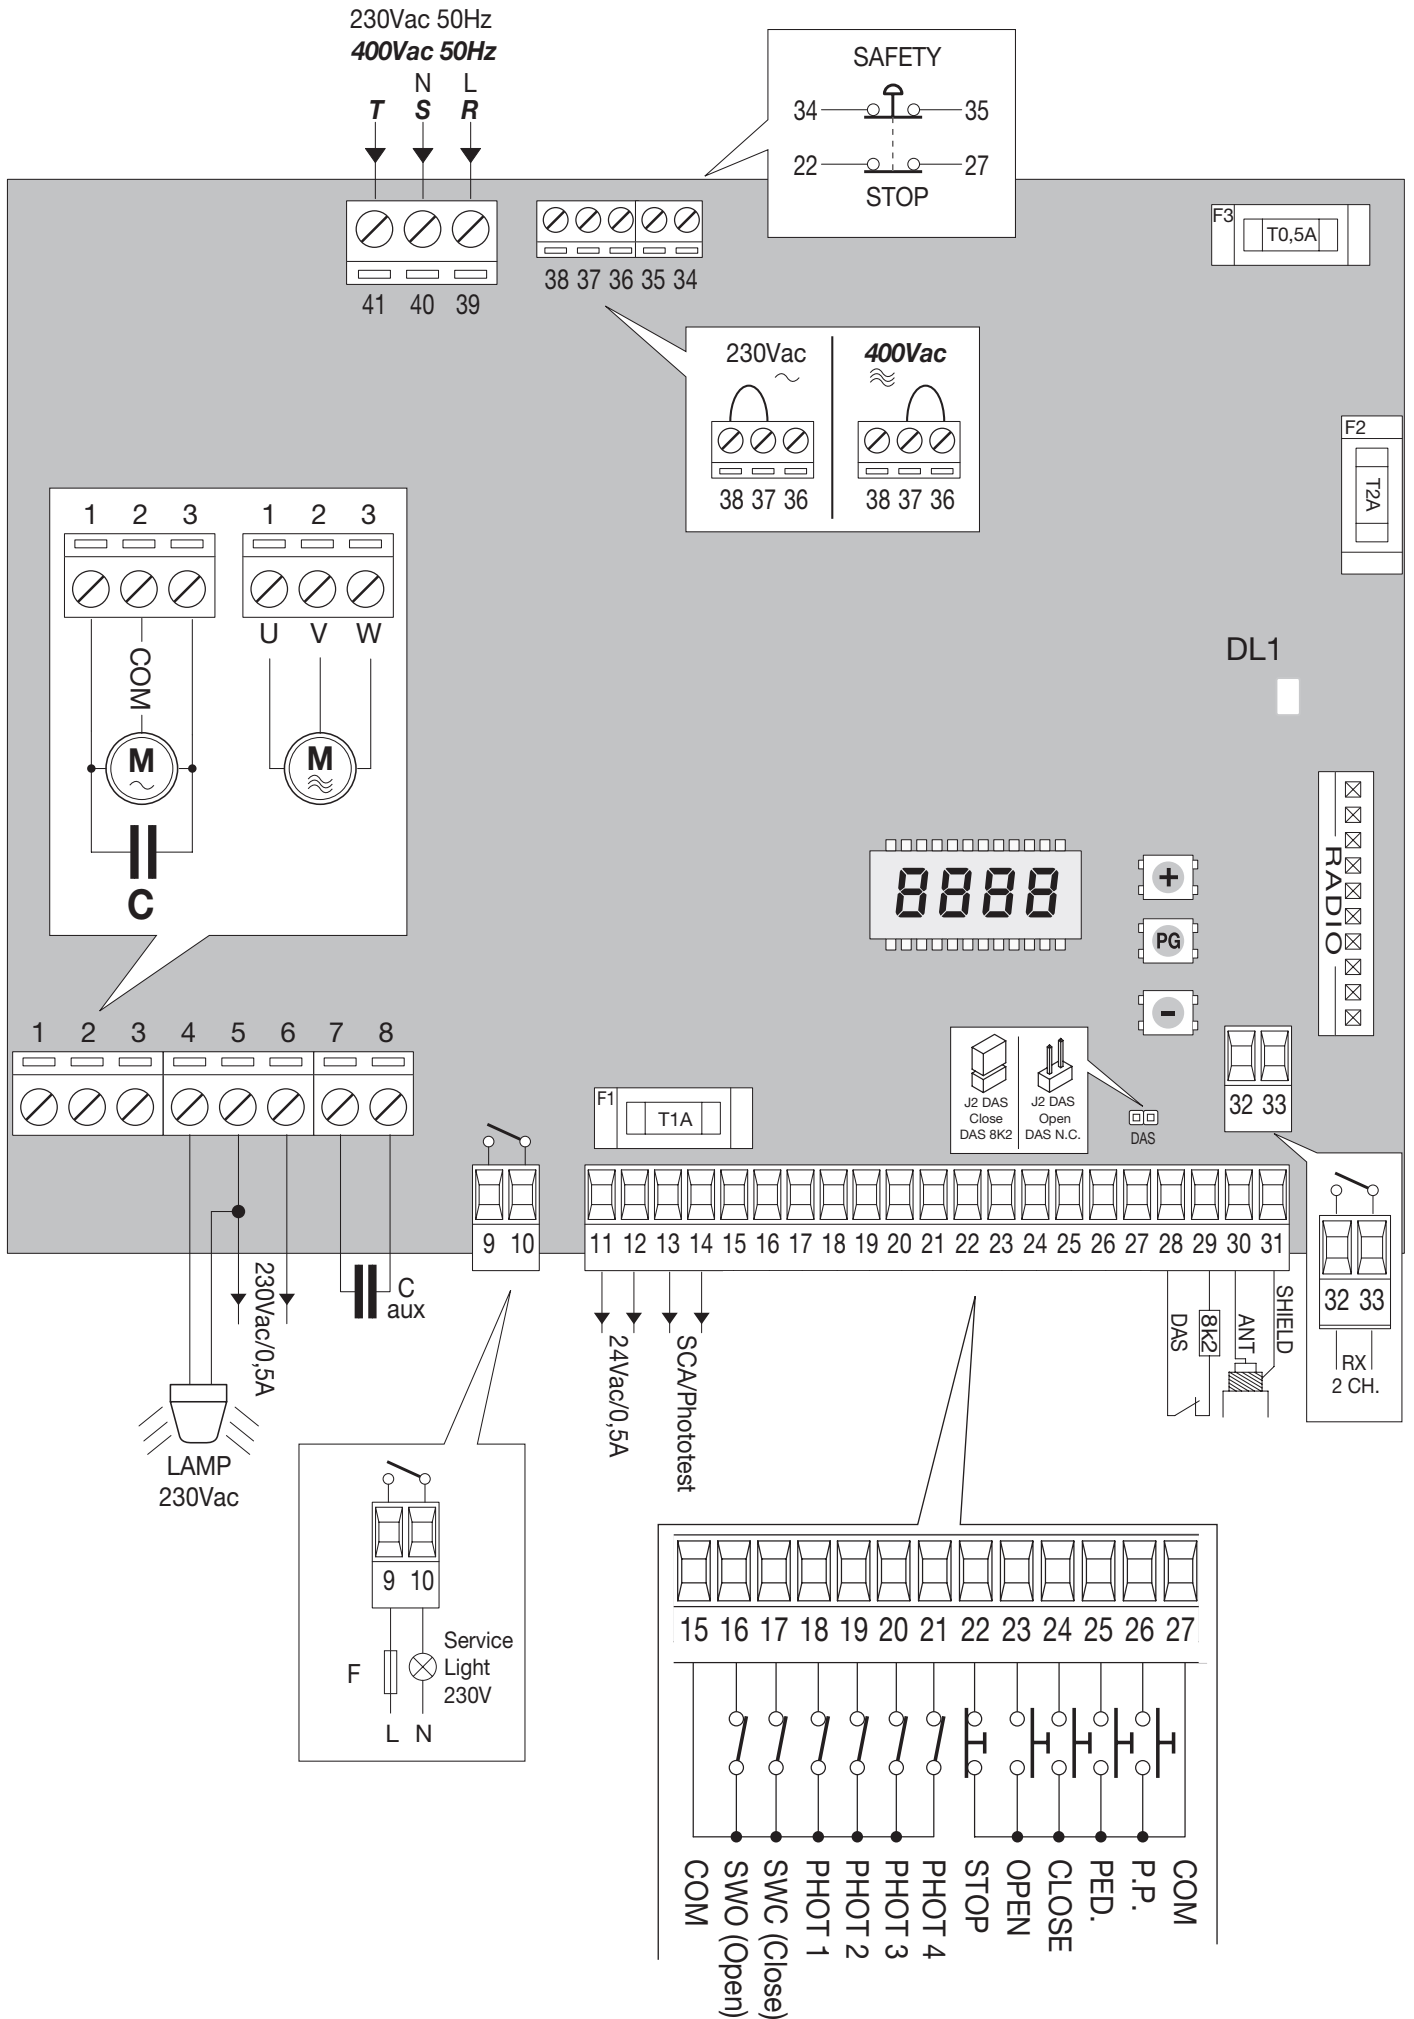 230Vac 50Hz
400Vac 50Hz
N L
T S R
41 40 39
38 37 36 35 34
SAFETY
34 35
22 27
STOP
F3
T0,5A
230Vac 400Vac
38 37 36
38 37 36
F2
T2A
1 2 3
1 2 3
U V W
COM
M
M
C
DL1
8888
+
PG
-
RADIO
1 2 3 4 5 6 7 8
F1
T1A
J2 DAS
Close
DAS 8K2
J2 DAS
Open
DAS N.C.
DAS
32 33
9 10
11 12 13 14 15 16 17 18 19 20 21 22 23 24 25 26 27 28 29 30 31
230Vac/0,5A
C
aux
LAMP
230Vac
24Vac/0,5A
SCA/Phototest
DAS
8k2
ANT
SHIELD
32 33
RX
2 CH.
9 10
F
Service
Light
230V
L N
15 16 17 18 19 20 21 22 23 24 25 26 27
COM
SWO (Open)
SWC (Close)
PHOT 1
PHOT 2
PHOT 3
PHOT 4
STOP
OPEN
CLOSE
PED.
P.P.
COM